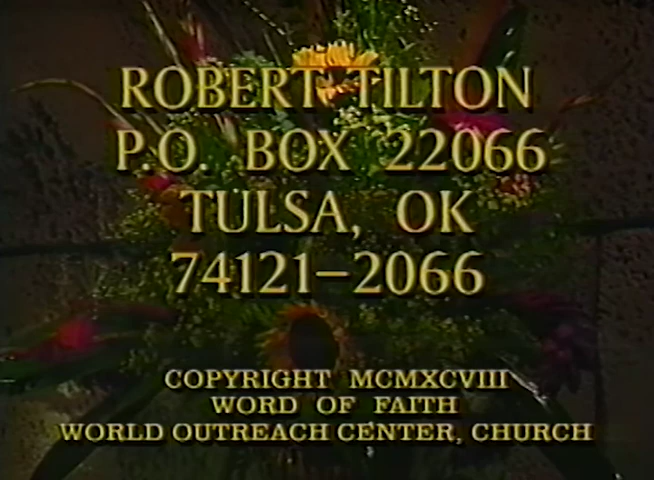 ROBERT TILTON
P.O. BOX 22066
TULSA, OK
74121-2066
COPYRIGHT MCMXCVIII
WORD OF FAITH
WORLD OUTREACH CENTER, CHURCH